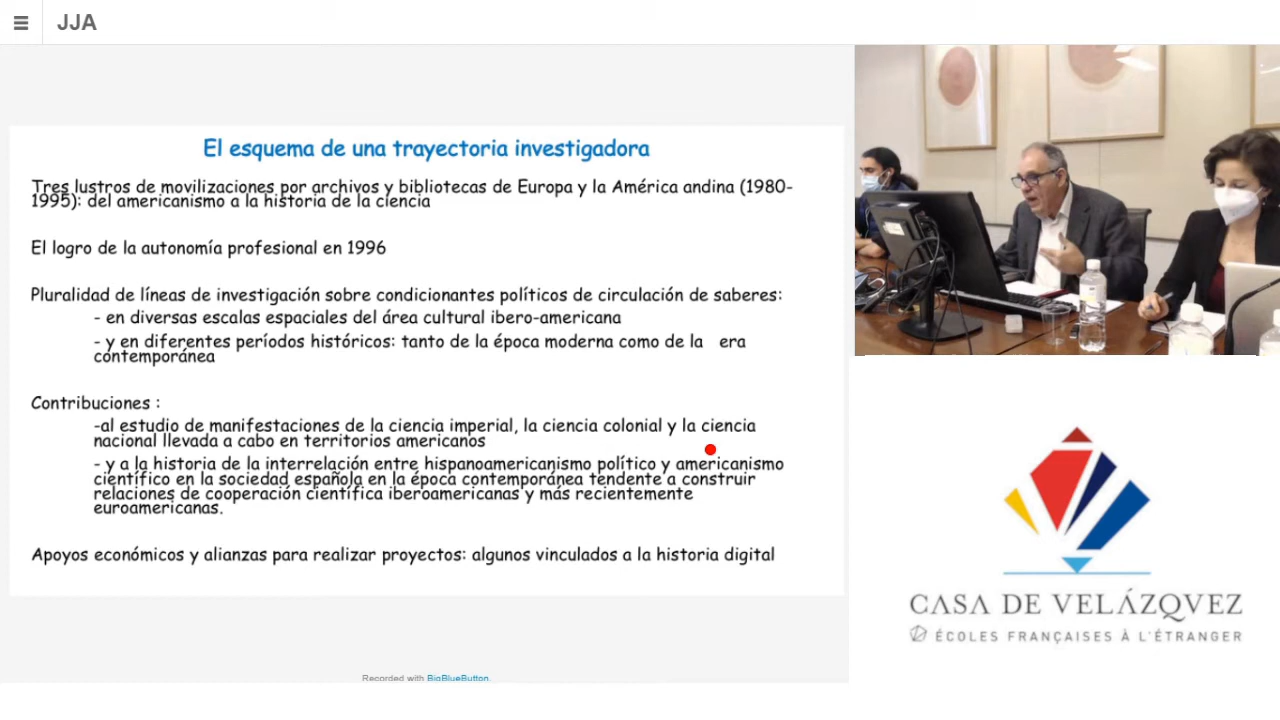 JJA
El esquema de una trayectoria investigadora
Tres lustros de movilizaciones por archivos y bibliotecas de Europa y la América andina (1980-
1995): del americanismo a la historia de la ciencia
El logro de la autonomía profesional en 1996
Pluralidad de líneas de investigación sobre condicionantes políticos de circulación de saberes:
- en diversas escalas espaciales del área cultural ibero-americana
- y en diferentes períodos históricos: tanto de la época moderna como de la era
contemporánea
Contribuciones :
-al estudio de manifestaciones de la ciencia imperial, la ciencia colonial y la ciencia
nacional llevada a cabo en territorios americanos
- y a la historia de la interrelación entre hispanoamericanismo político y americanismo
científico en la sociedad española en la época contemporánea tendente a construir
relaciones de cooperación científica iberoamericanas y más recientemente
euroamericanas.
Apoyos económicos y alianzas para realizar proyectos: algunos vinculados a la historia digital
CASA DE VELÁZQVEZ
ÉCOLES FRANÇAISES À L'ÉTRANGER
Recorded with BigBlueButton.